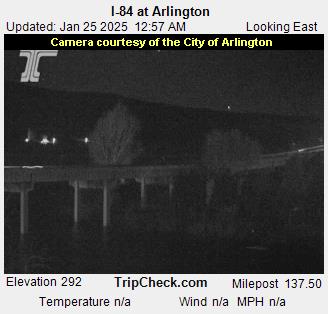 I-84 at Arlington
Updated: Jan 25 2025 12:57 AM Looking East
Camera courtesy of the City of Arlington
Elevation 292 TripCheck.com Milepost 137.50
Temperature n/a Wind n/a MPH n/a